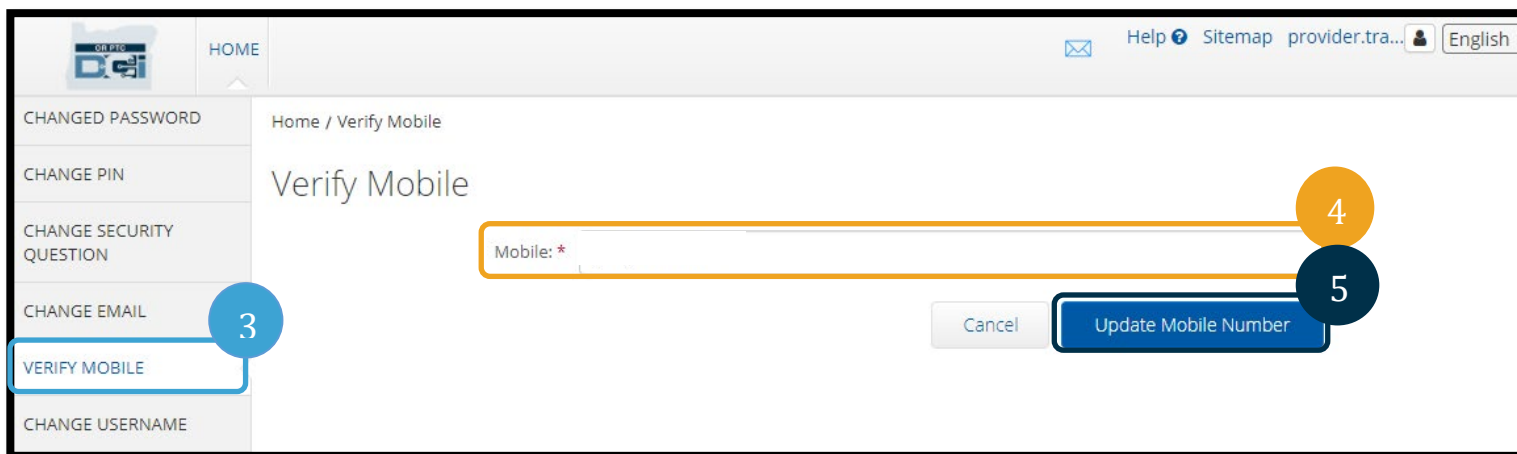 OR PTC
DCi
HOME
Help ? Sitemap provider.tra... English
CHANGED PASSWORD
CHANGE PIN
CHANGE SECURITY
QUESTION
CHANGE EMAIL
3
VERIFY MOBILE
CHANGE USERNAME
Home / Verify Mobile
Verify Mobile
4
Mobile: *
5
Cancel
Update Mobile Number